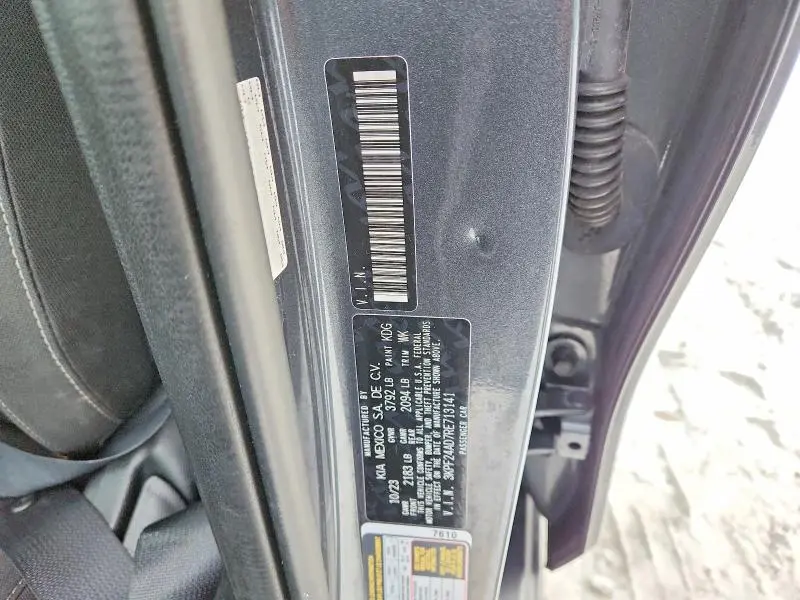 V.I.N.
MANUFACTURED BY
KIA MEXICO S.A. DE C.V.
10/23 GVWR 3792 LB PAINT KDG
GAWR FRONT 2183 LB GAWR REAR 2094 LB TRIM WK
THIS VEHICLE CONFORMS TO ALL APPLICABLE U.S.A. FEDERAL
MOTOR VEHICLE SAFETY, BUMPER, AND THEFT PREVENTION STANDARDS
IN EFFECT ON THE DATE OF MANUFACTURE SHOWN ABOVE.
V.I.N. 3KPF24AD7RE713141
PASSENGER CAR
7610